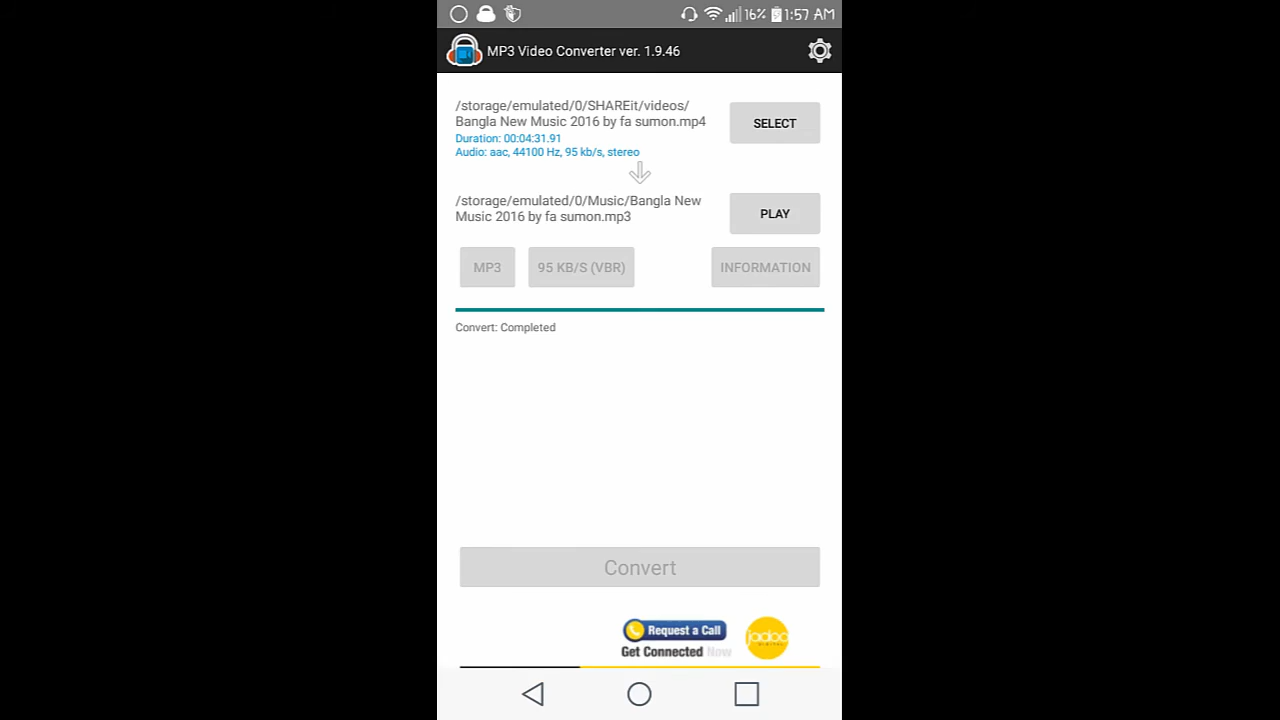 16% 1:57 AM
MP3 Video Converter ver. 1.9.46
/storage/emulated/0/SHAREit/videos/
Bangla New Music 2016 by fa sumon.mp4
SELECT
Duration: 00:04:31.91
Audio: aac, 44100 Hz, 95 kb/s, stereo
/storage/emulated/0/Music/Bangla New
Music 2016 by fa sumon.mp3
PLAY
MP3
95 KB/S (VBR)
INFORMATION
Convert: Completed
Convert
Request a Call
Get Connected Now
jadoo
DIGITAL